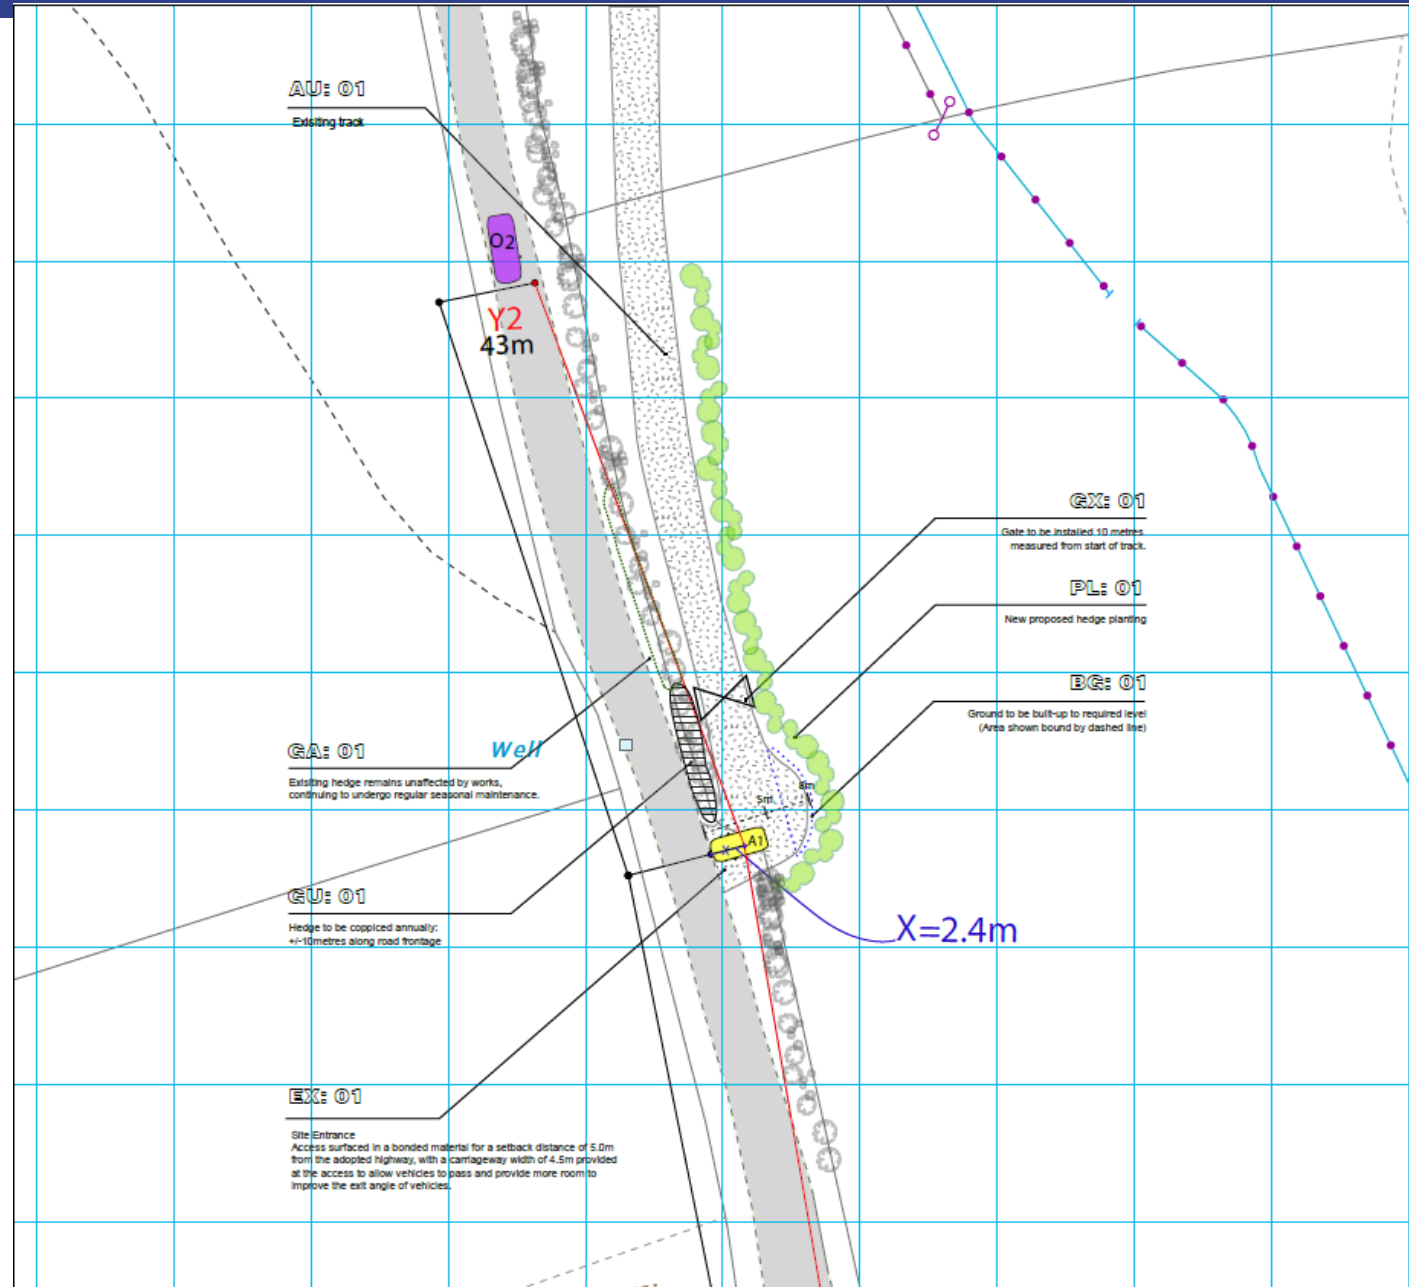 AU: 01
Exisiting track
O2
Y2
43m
GX: 01
Gate to be installed 10 metres
measured from start of track.
PL: 01
New proposed hedge planting
BG: 01
Ground to be built-up to required level
(Area shown bound by dashed line)
GA: 01
Well
Exisiting hedge remains unaffected by works,
continuing to undergo regular seasonal maintenance.
8m
5m
X
A1
GU: 01
Hedge to be coppiced annually:
+/-10metres along road frontage
X=2.4m
EX: 01
Site Entrance
Access surfaced in a bonded material for a setback distance of 5.0m
from the adopted highway, with a carriageway width of 4.5m provided
at the access to allow vehicles to pass and provide more room to
improve the exit angle of vehicles.